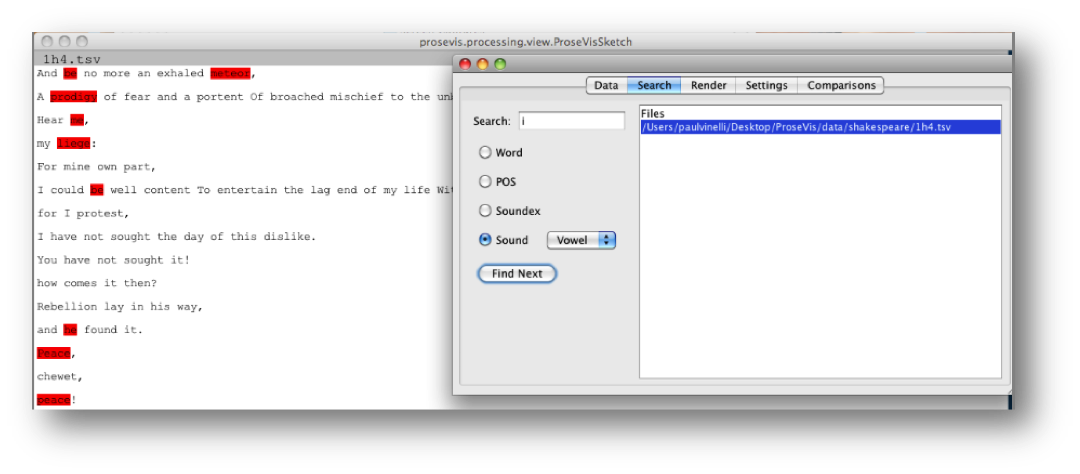 prosevis.processing.view.ProseVisSketch
1h4.tsv
And be no more an exhaled meteor,
A prodigy of fear and a portent Of broached mischief to the un
Hear me,
my liege:
For mine own part,
I could be well content To entertain the lag end of my life Wi
for I protest,
I have not sought the day of this dislike.
You have not sought it!
how comes it then?
Rebellion lay in his way,
and he found it.
Peace,
chewet,
peace!
Data Search Render Settings Comparisons
Search: i
Word
POS
Soundex
Sound Vowel
Find Next
Files
/Users/paulvinelli/Desktop/ProseVis/data/shakespeare/1h4.tsv